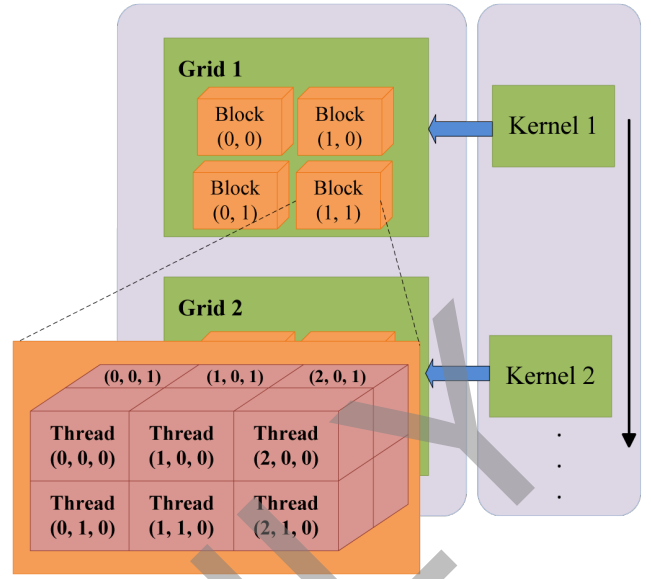 Grid 1
Block
(0, 0)
Block
(1, 0)
Block
(0, 1)
Block
(1, 1)
Kernel 1
Grid 2
Kernel 2
(0, 0, 1)
(1, 0, 1)
(2, 0, 1)
Thread
(0, 0, 0)
Thread
(1, 0, 0)
Thread
(2, 0, 0)
Thread
(0, 1, 0)
Thread
(1, 1, 0)
Thread
(2, 1, 0)